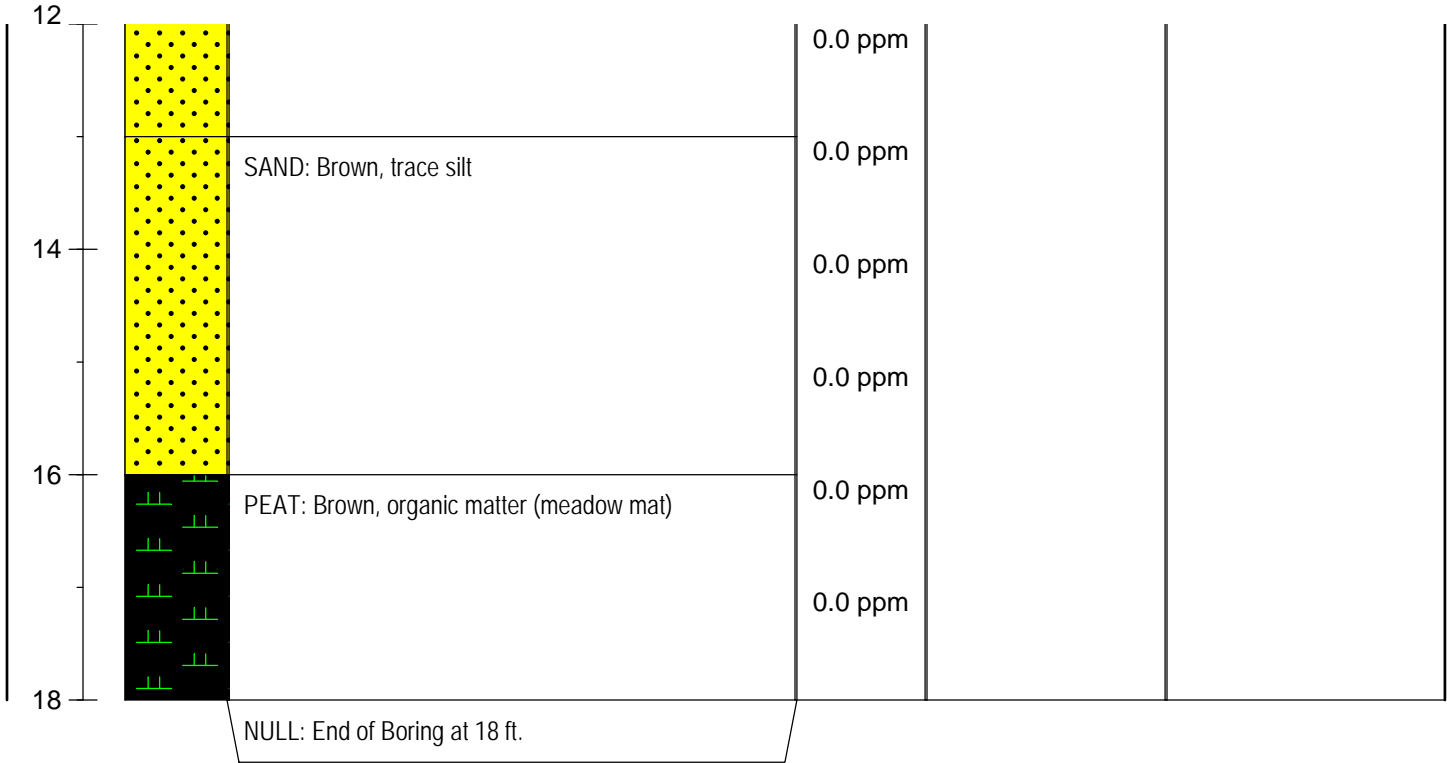 12
0.0 ppm
SAND: Brown, trace silt
0.0 ppm
14
0.0 ppm
0.0 ppm
16
PEAT: Brown, organic matter (meadow mat)
0.0 ppm
0.0 ppm
18
NULL: End of Boring at 18 ft.